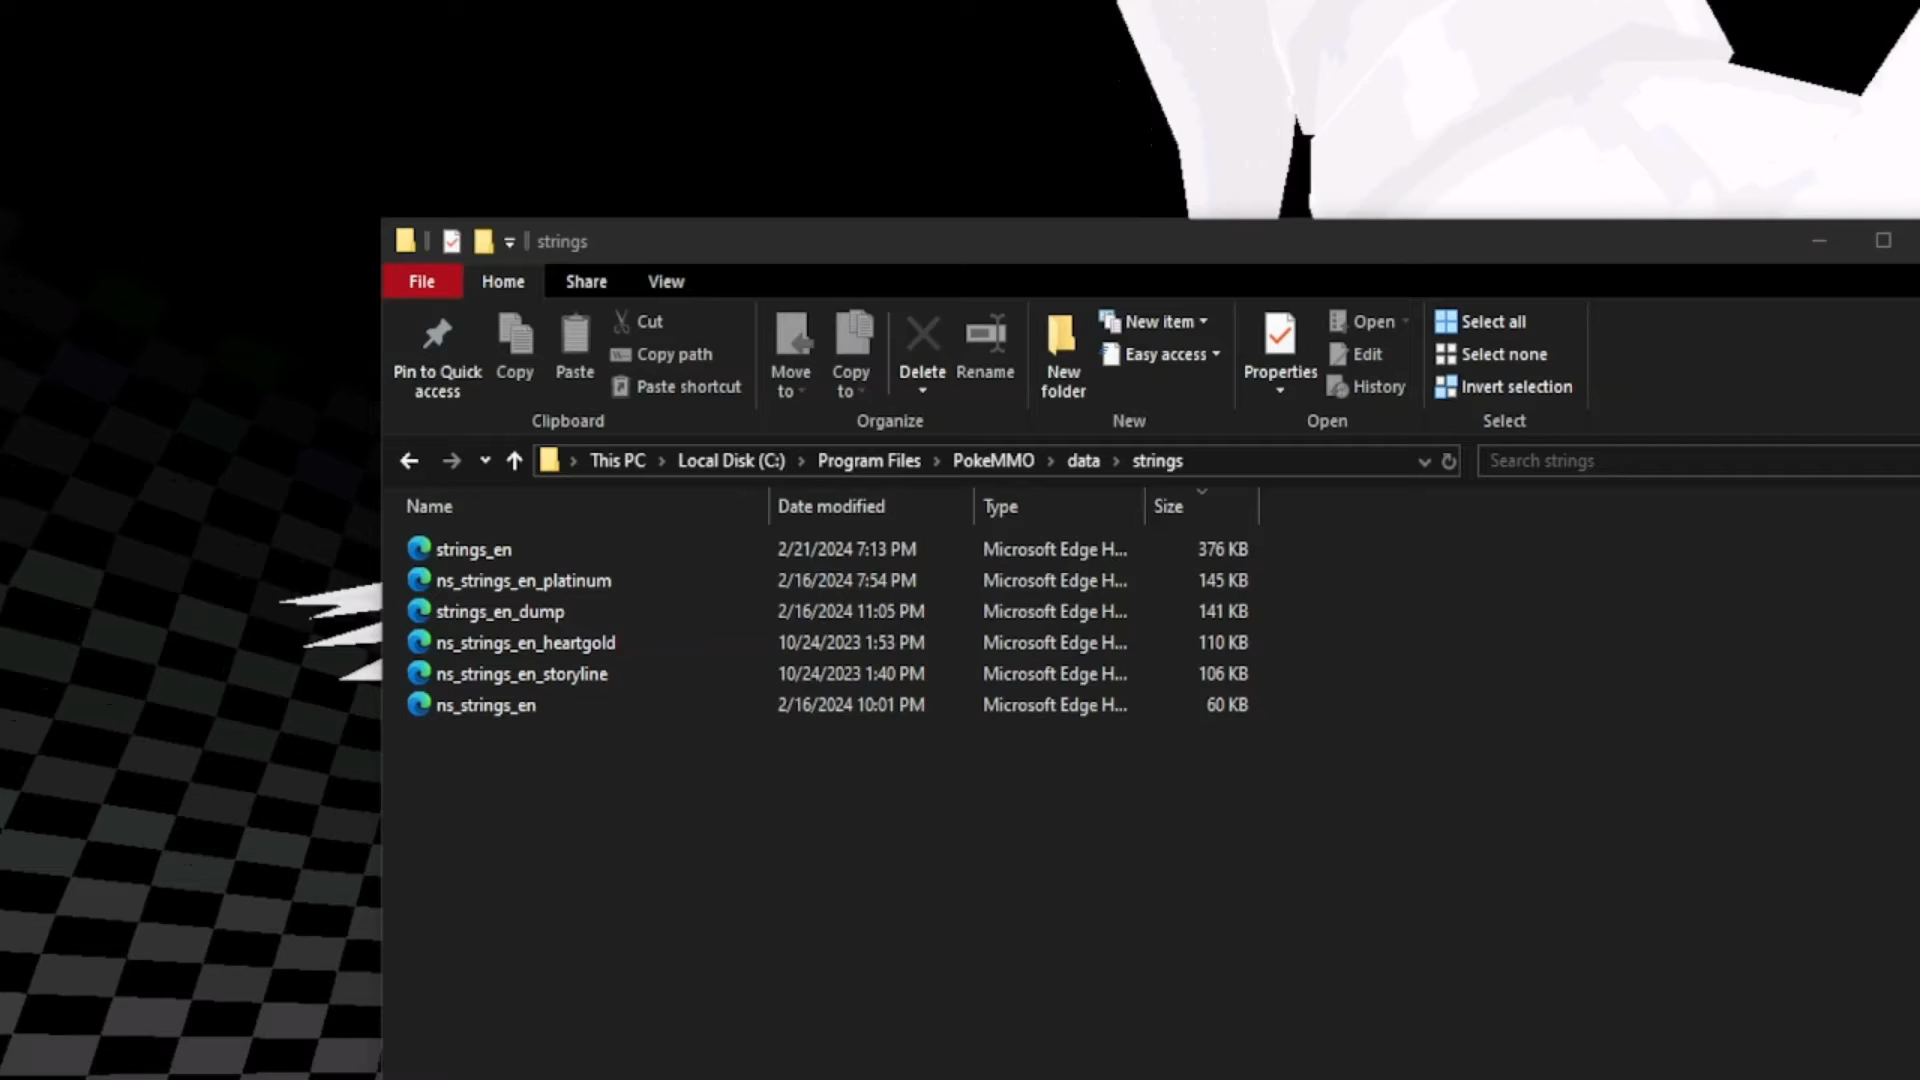 strings
File Home Share View
Pin to Quick access
Copy
Paste
Cut
Copy path
Paste shortcut
Clipboard
Move to
Copy to
Delete
Rename
Organize
New folder
New item
Easy access
New
Properties
Open
Edit
History
Open
Select all
Select none
Invert selection
Select
This PC > Local Disk (C:) > Program Files > PokeMMO > data > strings
Search strings
Name Date modified Type Size
strings_en 2/21/2024 7:13 PM Microsoft Edge H... 376 KB
ns_strings_en_platinum 2/16/2024 7:54 PM Microsoft Edge H... 145 KB
strings_en_dump 2/16/2024 11:05 PM Microsoft Edge H... 141 KB
ns_strings_en_heartgold 10/24/2023 1:53 PM Microsoft Edge H... 110 KB
ns_strings_en_storyline 10/24/2023 1:40 PM Microsoft Edge H... 106 KB
ns_strings_en 2/16/2024 10:01 PM Microsoft Edge H... 60 KB